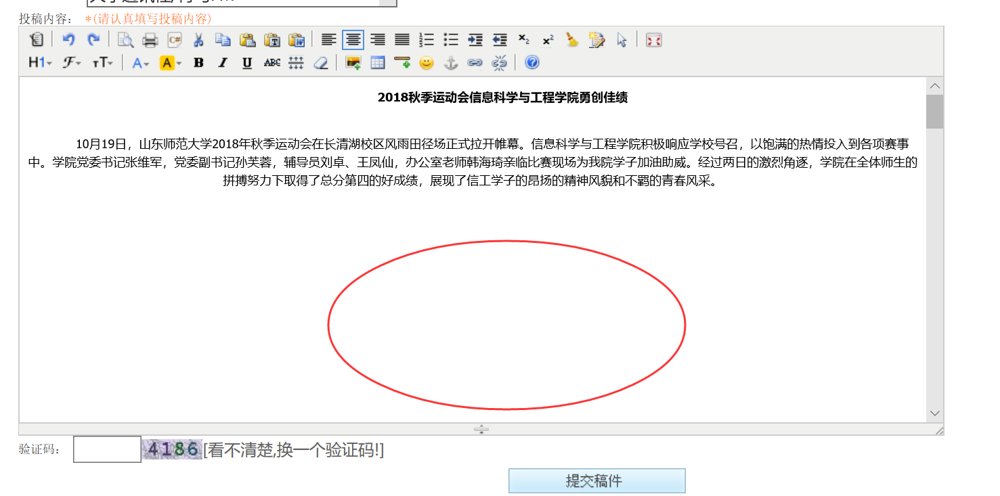 投稿内容： *(请认真填写投稿内容)
C#
T W
1 2 3
x₂ x²
H1 F тT A A B I U ABC
?
2018秋季运动会信息科学与工程学院勇创佳绩
10月19日，山东师范大学2018年秋季运动会在长清湖校区风雨田径场正式拉开帷幕。信息科学与工程学院积极响应学校号召，以饱满的热情投入到各项赛事
中。学院党委书记张维军，党委副书记孙芙蓉，辅导员刘卓、王凤仙，办公室老师韩海琦亲临比赛现场为我院学子加油助威。经过两日的激烈角逐，学院在全体师生的
拼搏努力下取得了总分第四的好成绩，展现了信工学子的昂扬的精神风貌和不羁的青春风采。
验证码： 4186 [看不清楚,换一个验证码!]
提交稿件